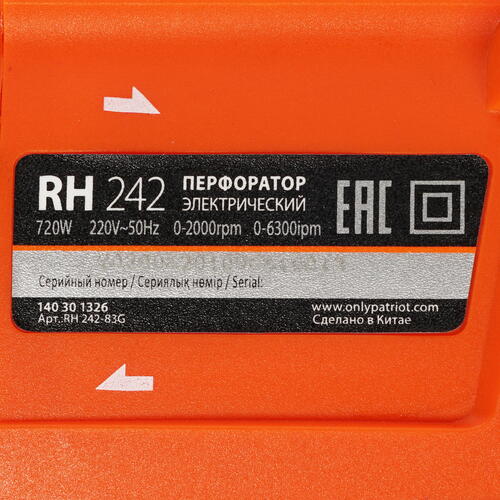 RH 242 ПЕРФОРАТОР ЭЛЕКТРИЧЕСКИЙ EAC
720W 220V~50Hz 0-2000rpm 0-6300ipm
Серийный номер / Сериялық нөмір / Serial:
140 30 1326 www.onlypatriot.com
Арт.:RH 242-83G Сделано в Китае